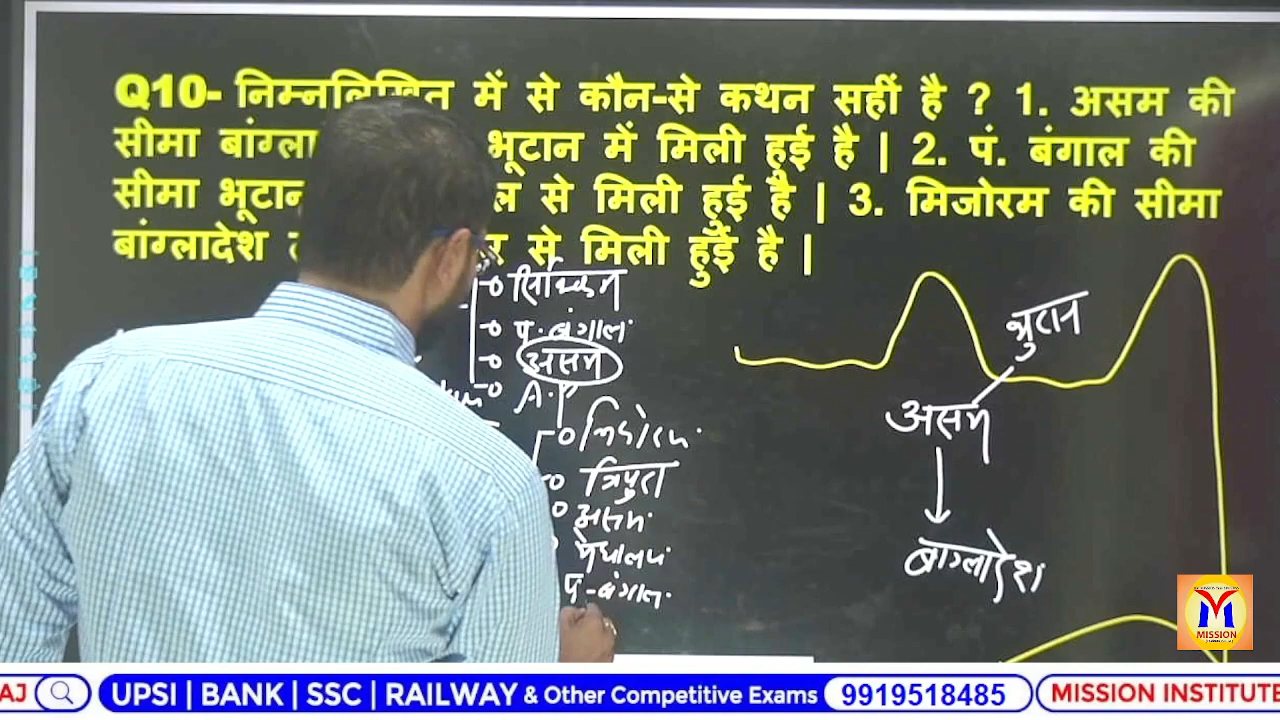 Q10- निम्नलिखित में से कौन-से कथन सहीं है ? 1. असम की
सीमा बांग्ला भूटान में मिली हुई है | 2. पं. बंगाल की
सीमा भूटान ल से मिली हुई है | 3. मिजोरम की सीमा
बांग्लादेश र से मिली हुई है |
सिक्किम
प. बंगाल
असम
A.P
मिजोरम
त्रिपुरा
असम
मेघालय
प-बंगाल
भूटान
असम
बांग्लादेश
MISSION
AJ
UPSI | BANK | SSC | RAILWAY & Other Competitive Exams
9919518485
MISSION INSTITUTE